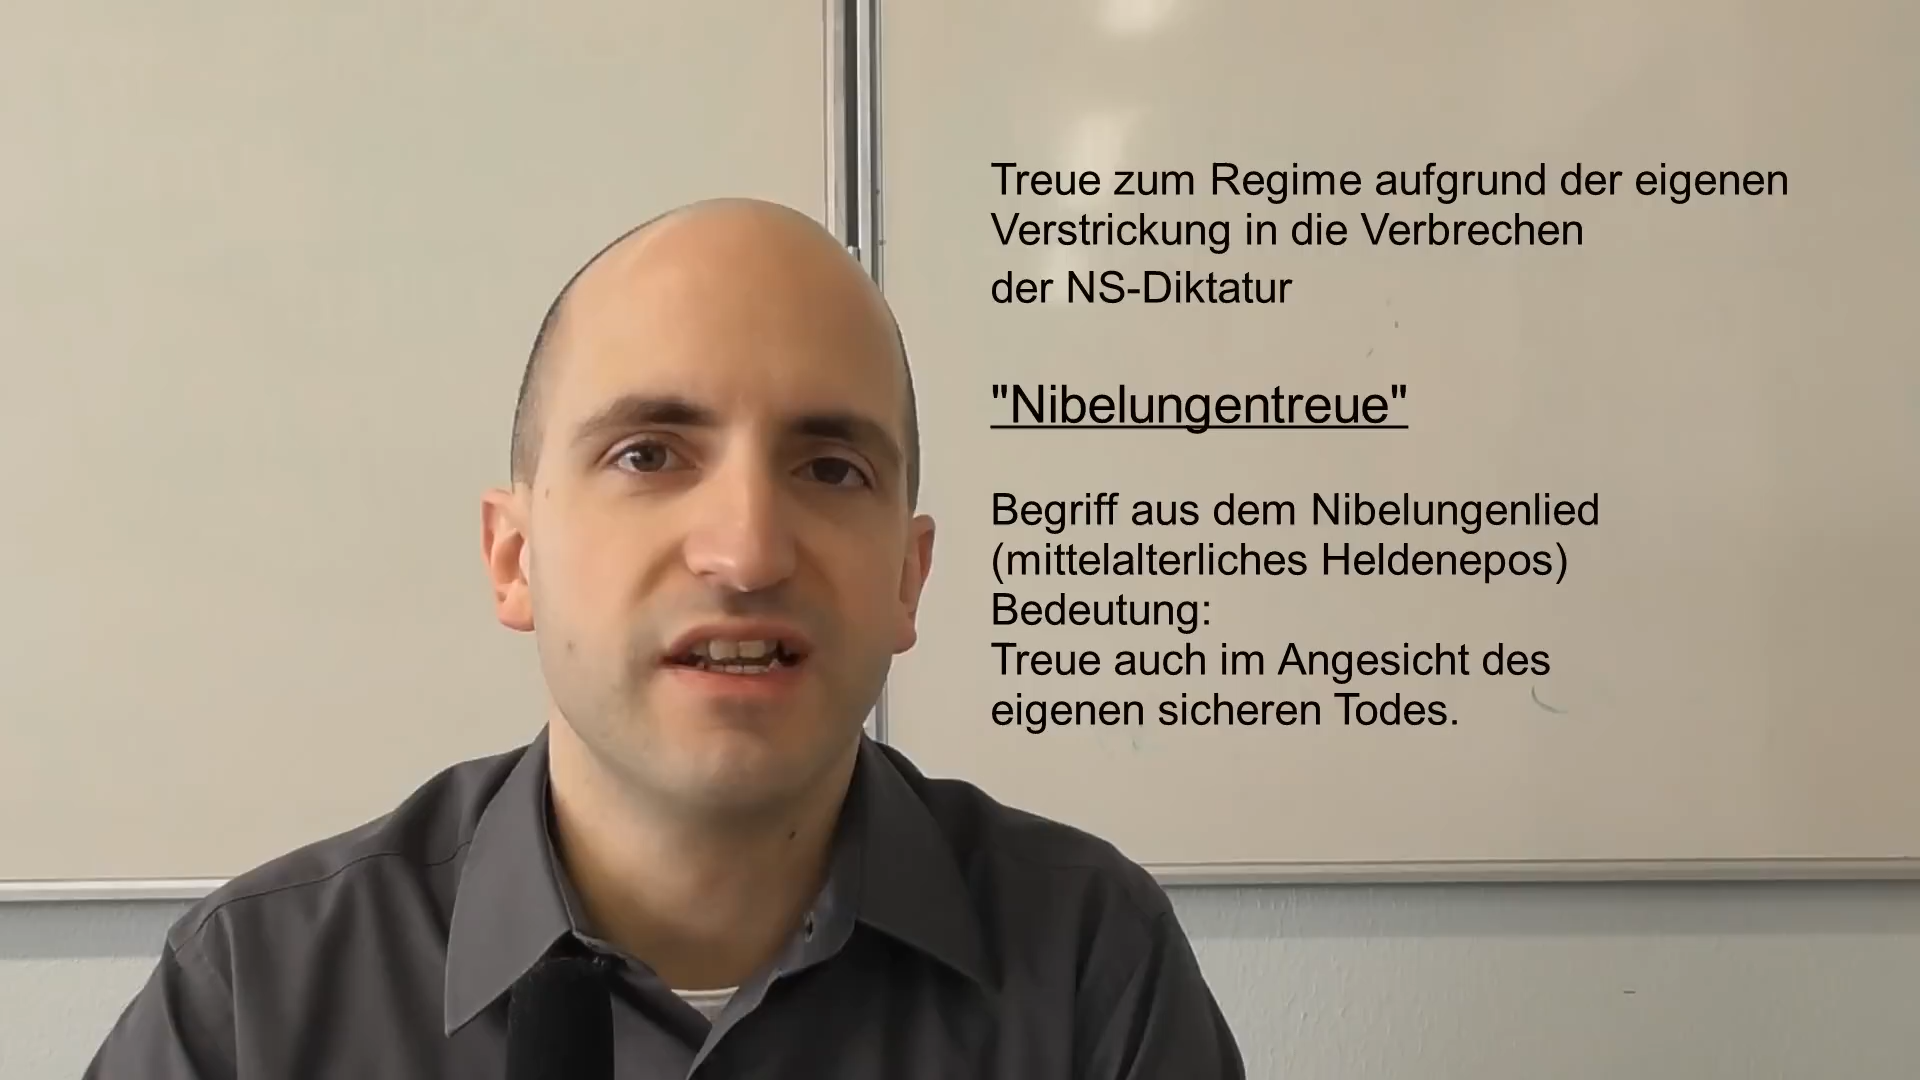 Treue zum Regime aufgrund der eigenen
Verstrickung in die Verbrechen
der NS-Diktatur
"Nibelungentreue"
Begriff aus dem Nibelungenlied
(mittelalterliches Heldenepos)
Bedeutung:
Treue auch im Angesicht des
eigenen sicheren Todes.